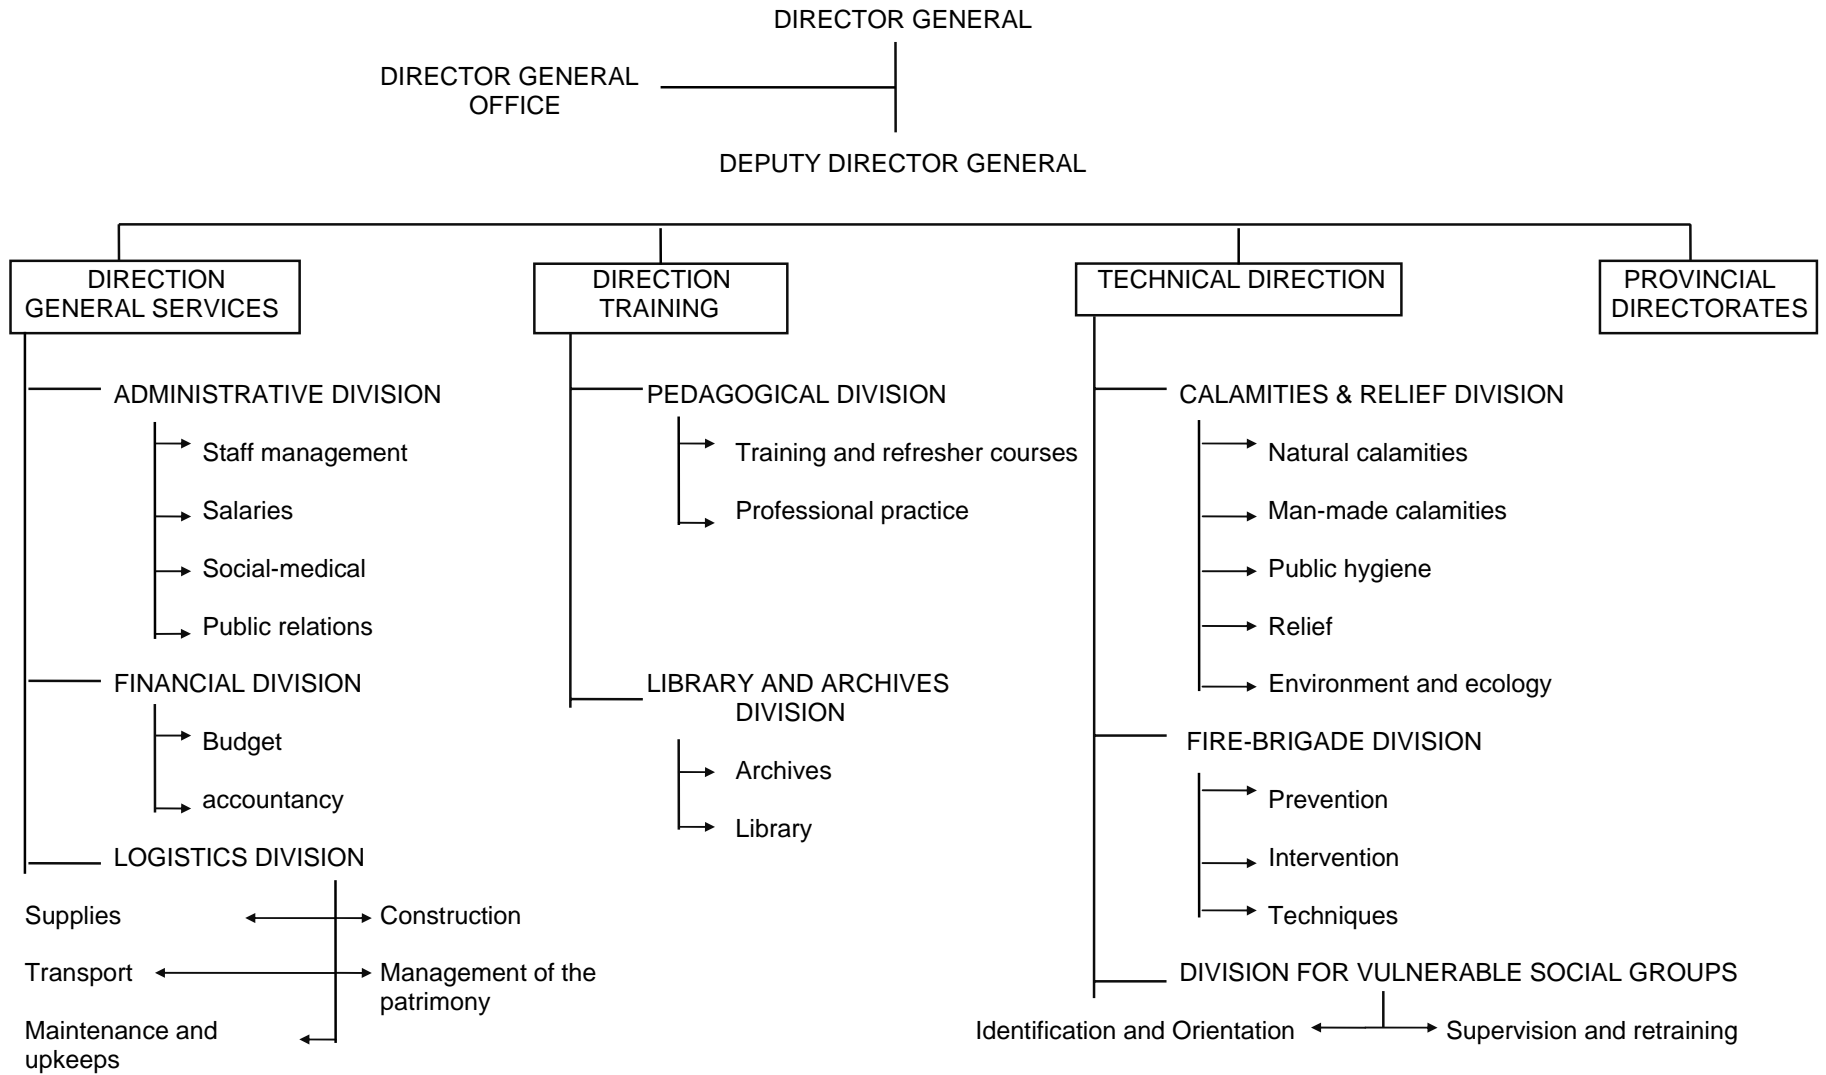 DIRECTOR GENERAL
DIRECTOR GENERAL
OFFICE
DEPUTY DIRECTOR GENERAL
DIRECTION
GENERAL SERVICES
DIRECTION
TRAINING
TECHNICAL DIRECTION
PROVINCIAL
DIRECTORATES
ADMINISTRATIVE DIVISION
Staff management
Salaries
Social-medical
Public relations
FINANCIAL DIVISION
Budget
accountancy
LOGISTICS DIVISION
Supplies
Construction
Transport
Management of the
patrimony
Maintenance and
upkeeps
PEDAGOGICAL DIVISION
Training and refresher courses
Professional practice
LIBRARY AND ARCHIVES
DIVISION
Archives
Library
CALAMITIES & RELIEF DIVISION
Natural calamities
Man-made calamities
Public hygiene
Relief
Environment and ecology
FIRE-BRIGADE DIVISION
Prevention
Intervention
Techniques
DIVISION FOR VULNERABLE SOCIAL GROUPS
Identification and Orientation
Supervision and retraining